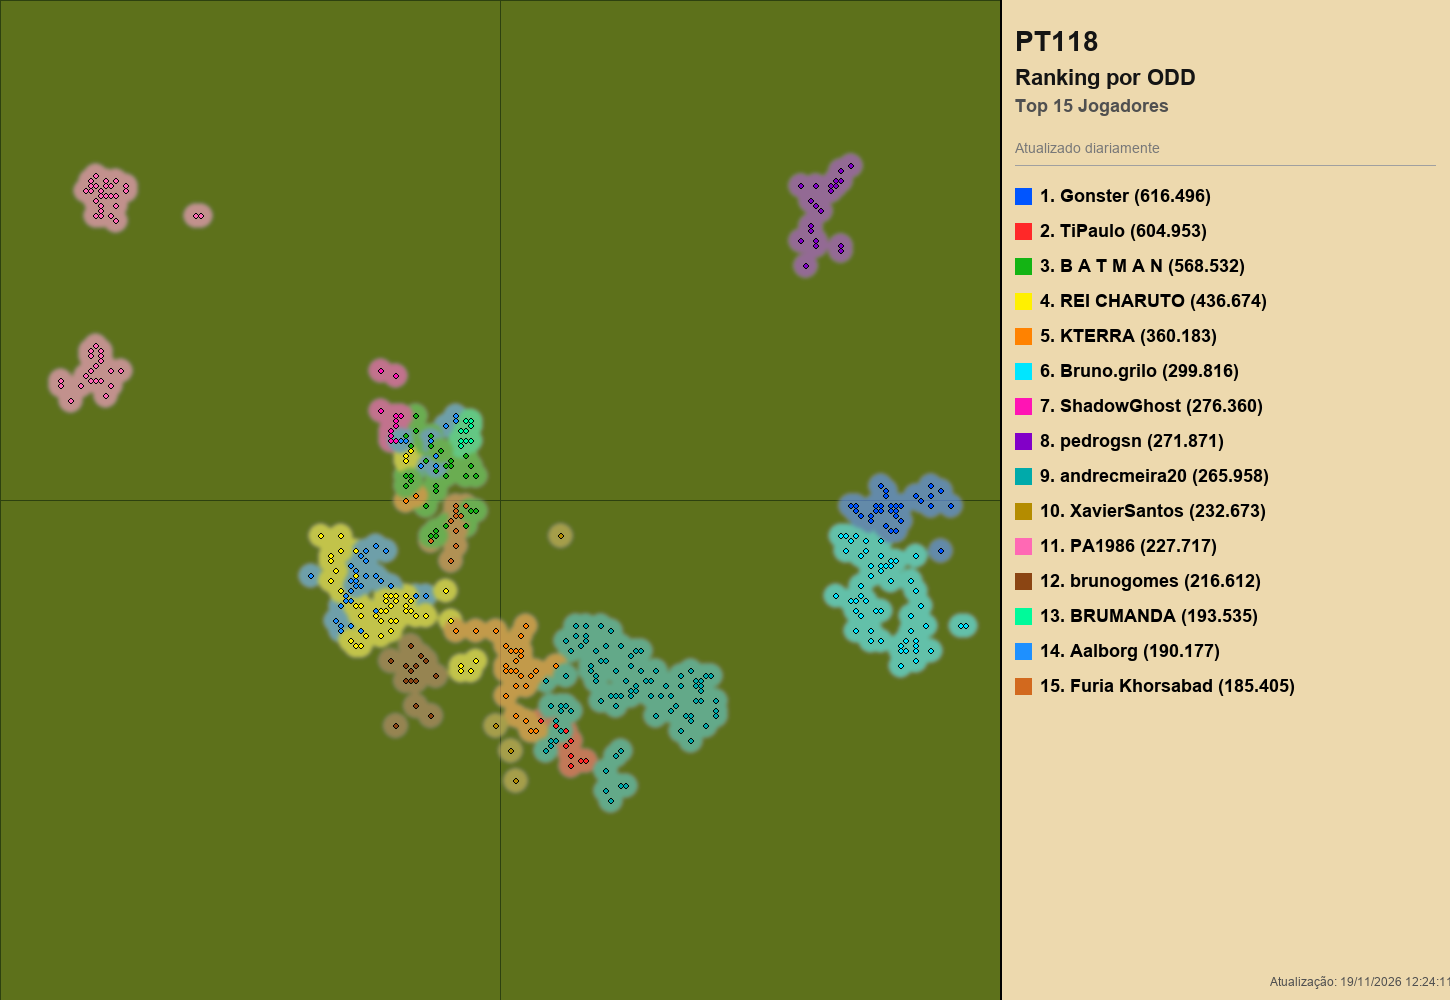 PT118
Ranking por ODD
Top 15 Jogadores
Atualizado diariamente
1. Gonster (616.496)
2. TiPaulo (604.953)
3. B A T M A N (568.532)
4. REI CHARUTO (436.674)
5. KTERRA (360.183)
6. Bruno.grilo (299.816)
7. ShadowGhost (276.360)
8. pedrogsn (271.871)
9. andrecmeira20 (265.958)
10. XavierSantos (232.673)
11. PA1986 (227.717)
12. brunogomes (216.612)
13. BRUMANDA (193.535)
14. Aalborg (190.177)
15. Furia Khorsabad (185.405)
Atualização: 19/11/2026 12:24:11